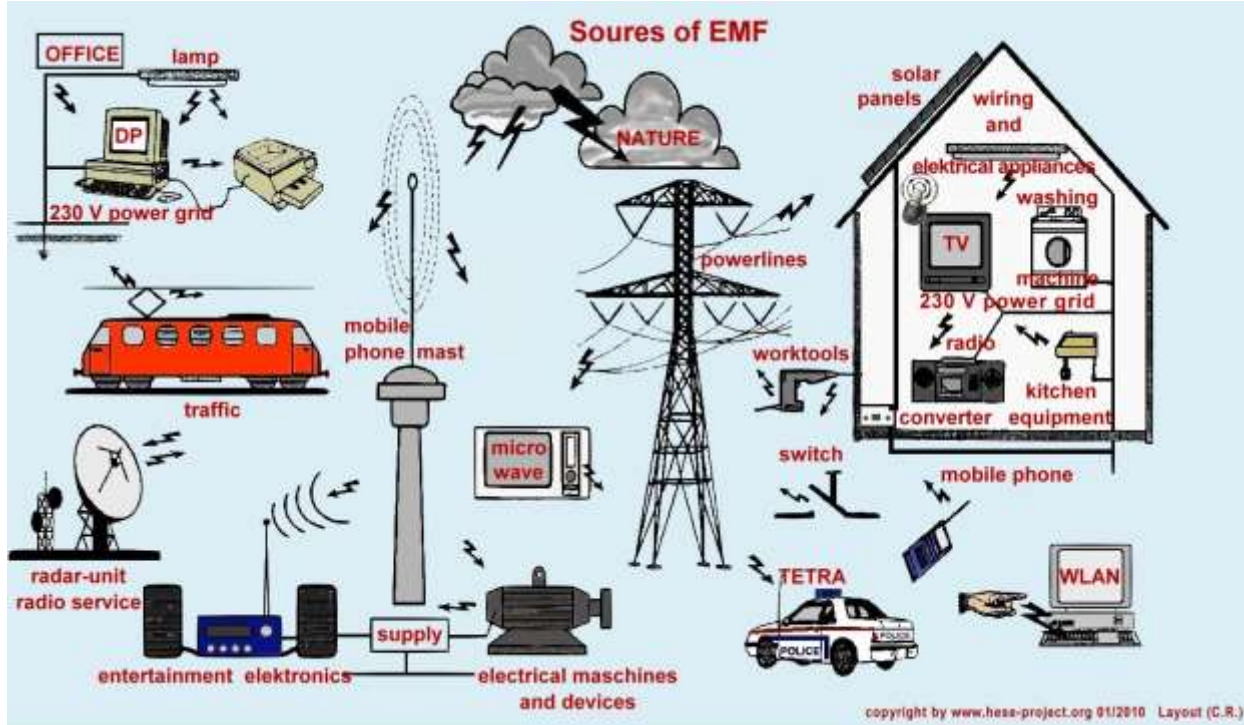 Soures of EMF
OFFICE
lamp
DP
230 V power grid
NATURE
solar
panels
wiring
and
elektrical appliances
washing
machine
TV
230 V power grid
radio
converter
kitchen
equipment
powerlines
worktools
mobile
phone mast
traffic
micro
wave
switch
mobile phone
radar-unit
radio service
TETRA
POLICE
POLICE
WLAN
supply
entertainment elektronics
electrical maschines
and devices
copyright by www.hese-project.org 01/2010 Layout (C.R.)